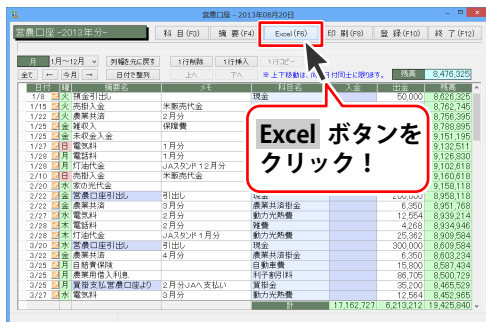 営農口座 - 2013年08月20日
営農口座 -2013年分-
科 目(F3) 摘 要(F4) Excel(F6) 印 刷(F8) 登 録(F10) 終 了(F12)
月 1月～12月 列幅を元に戻す 1行削除 1行挿入 1行コピー
全て ← 今月 → 日付で整列 上へ 下へ ※上下移動は、同 付同士に限ります。 残高 8,476,325
日付 曜 摘要名 メモ 科目名 入金 出金 残高
1/8 火 預金引出し 現金 50,000 8,626,325
1/15 火 売掛入金 米販売代金 8,762,745
1/22 火 農業共済 2月分 8,756,395
1/25 金 雑収入 保障費 8,788,895
1/25 金 未収金入金 9,151,195
1/27 日 電気料 1月分 9,132,511
1/28 月 電話料 1月分 9,126,830
1/28 月 灯油代金 JAスタンド12月分 9,102,618
2/10 日 売掛入金 米販売代金 9,160,618
2/20 水 家の光代金 9,158,118
2/22 金 営農口座引出し 引出し 現金 200,000 8,958,118
2/22 金 農業共済 3月分 農業共済掛金 6,350 8,951,768
2/27 水 電気料 2月分 動力光熱費 12,554 8,939,214
2/28 木 電話料 2月分 雑費 4,268 8,934,946
2/28 木 灯油代金 JAスタンド1月分 動力光熱費 25,362 8,909,584
3/20 水 営農口座引出し 引出し 現金 300,000 8,609,584
3/22 金 農業共済 4月分 農業共済掛金 6,350 8,603,234
3/25 月 自賠責保険 自動車費 15,800 8,587,434
3/25 月 農業用借入利息 利子割引料 86,705 8,500,729
3/25 月 買掛支払営農口座より 2月分JAへ支払い 買掛金 35,200 8,465,529
3/27 水 電気料 3月分 動力光熱費 12,564 8,452,965
計 17,162,727 6,213,212 19,425,840
Excel ボタンを
クリック！